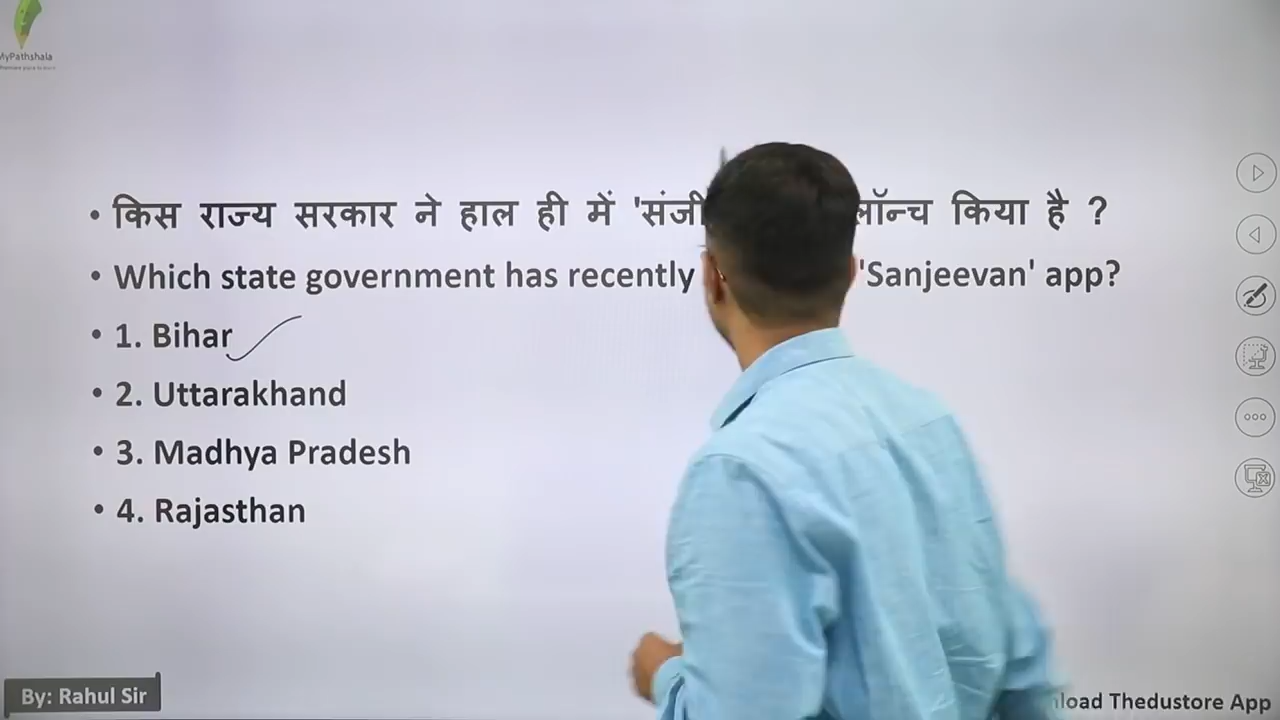 MyPathshala
• किस राज्य सरकार ने हाल ही में 'संजी लॉन्च किया है ?
• Which state government has recently 'Sanjeevan' app?
• 1. Bihar
• 2. Uttarakhand
• 3. Madhya Pradesh
• 4. Rajasthan
By: Rahul Sir
load Thedustore App